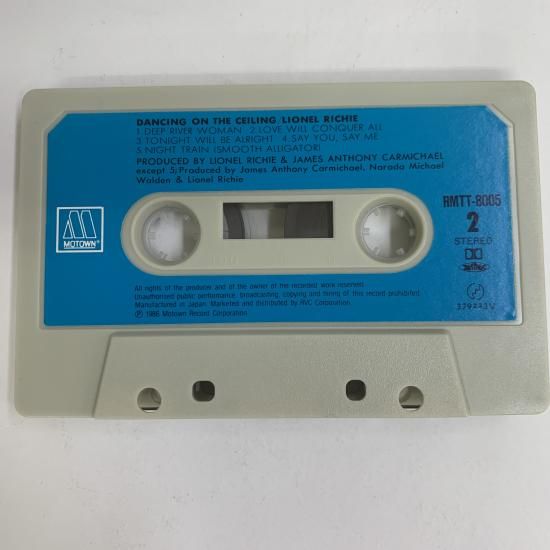 DANCING ON THE CEILING/LIONEL RICHIE
1.DEEP RIVER WOMAN 2.LOVE WILL CONQUER ALL
3.TONIGHT WILL BE ALRIGHT 4.SAY YOU, SAY ME
5.NIGHT TRAIN (SMOOTH ALLIGATOR)
PRODUCED BY LIONEL RICHIE & JAMES ANTHONY CARMICHAEL
except 5;Produced by James Anthony Carmichael, Narada Michael
Walden & Lionel Richie
MOTOWN®
RMTT-8005
2
STEREO
All rights of the producer and of the owner of the recorded work reserved.
Unauthorised public performance, broadcasting, copying and hiring of this record prohibited.
Manufactured in Japan. Marketed and distributed by RVC Corporation.
Ⓟ 1986 Motown Record Corporation